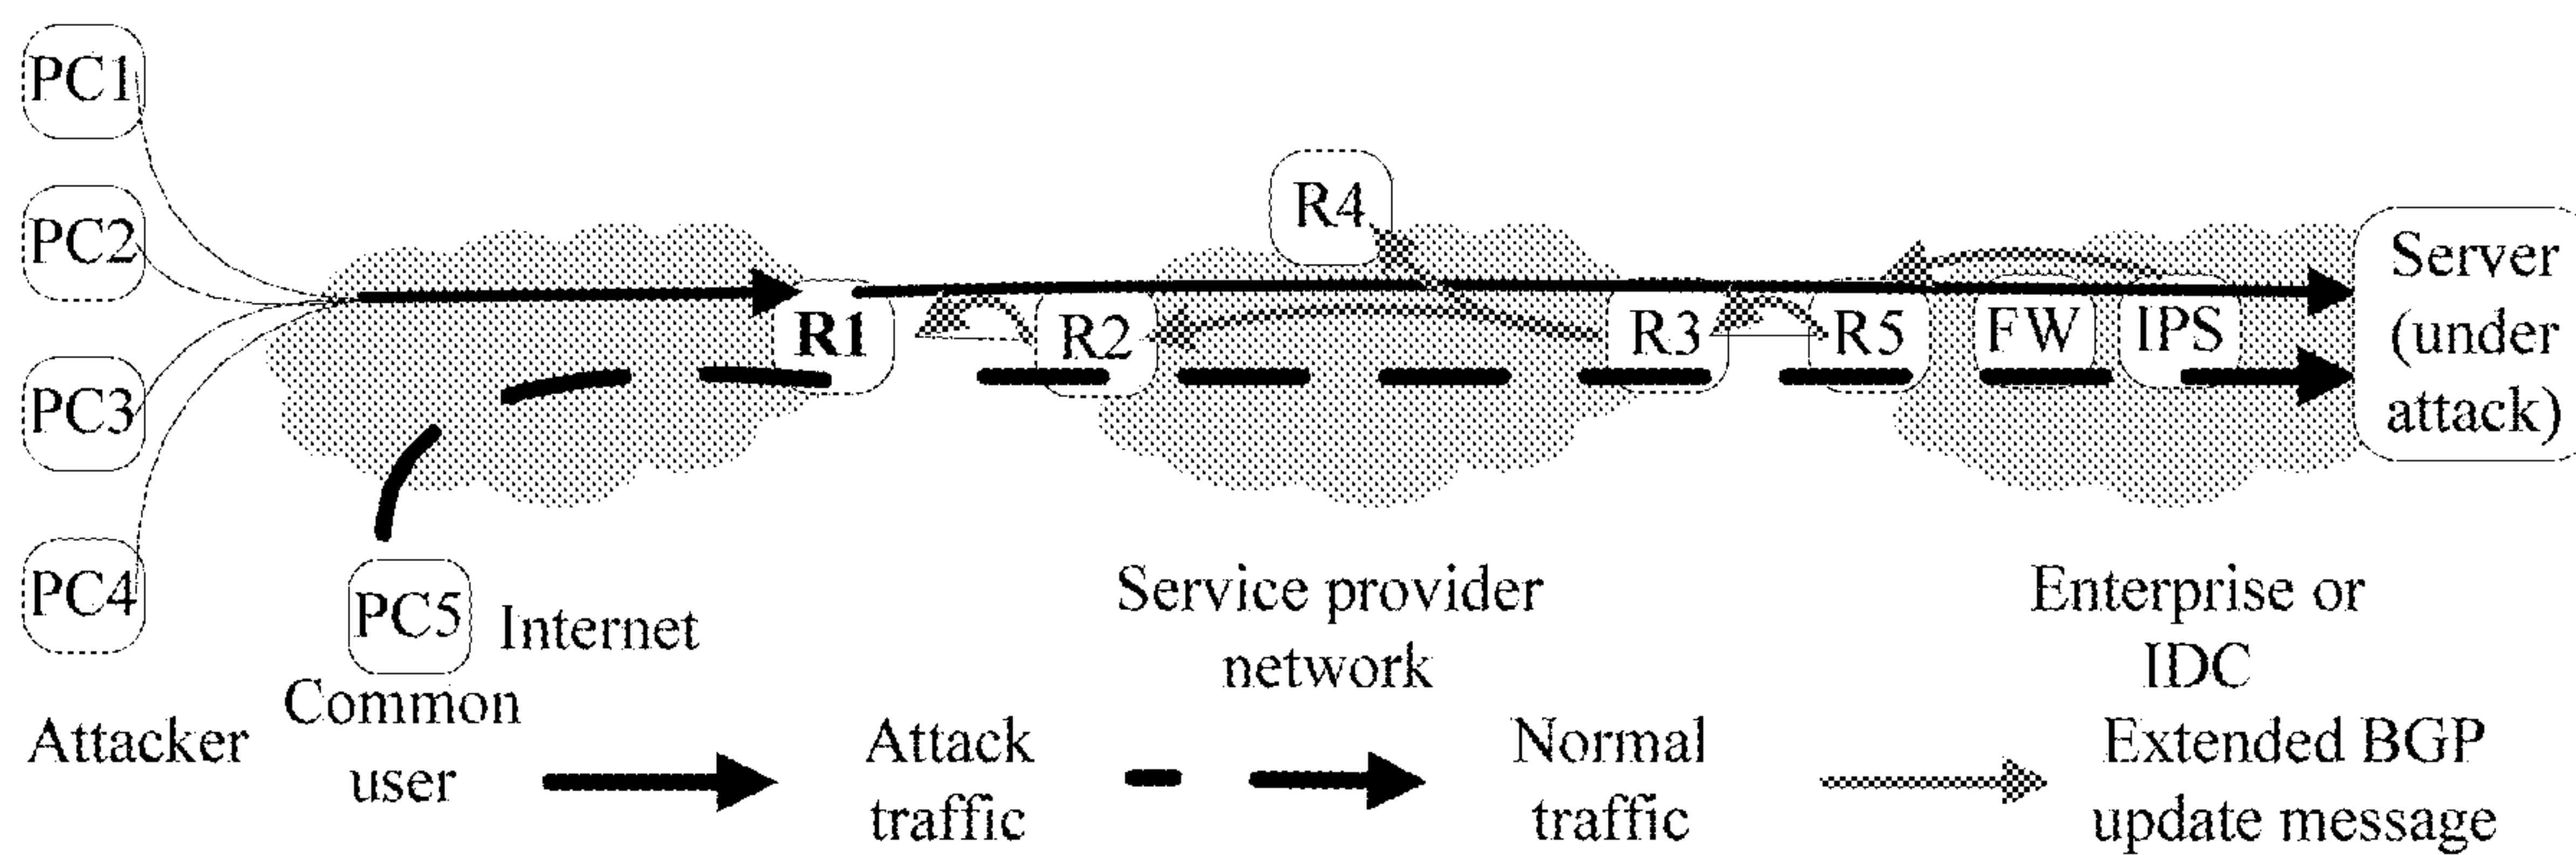 PC1
PC2
PC3
PC4
R4
R1
R2
R3
R5
FW
IPS
Server
(under
attack)
PC5
Internet
Service provider
network
Enterprise or
IDC
Attacker
Common
user
Attack
traffic
Normal
traffic
Extended BGP
update message